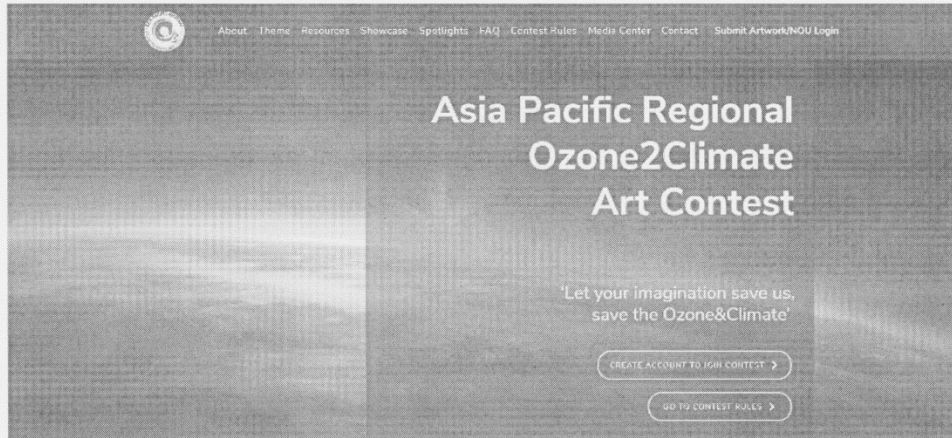 About Theme Resources Showcase Spotlights FAQ Contest Rules Media Center Contact Submit Artwork/NOU Login
Asia Pacific Regional
Ozone2Climate
Art Contest
'Let your imagination save us,
save the Ozone&Climate'
CREATE ACCOUNT TO JOIN CONTEST
GO TO CONTEST RULES